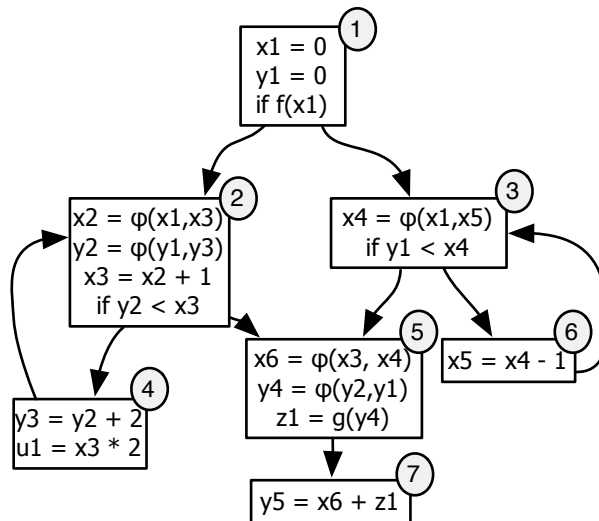 1
x1 = 0
y1 = 0
if f(x1)
2
x2 = φ(x1,x3)
y2 = φ(y1,y3)
x3 = x2 + 1
if y2 < x3
3
x4 = φ(x1,x5)
if y1 < x4
4
y3 = y2 + 2
u1 = x3 * 2
5
x6 = φ(x3, x4)
y4 = φ(y2,y1)
z1 = g(y4)
6
x5 = x4 - 1
7
y5 = x6 + z1